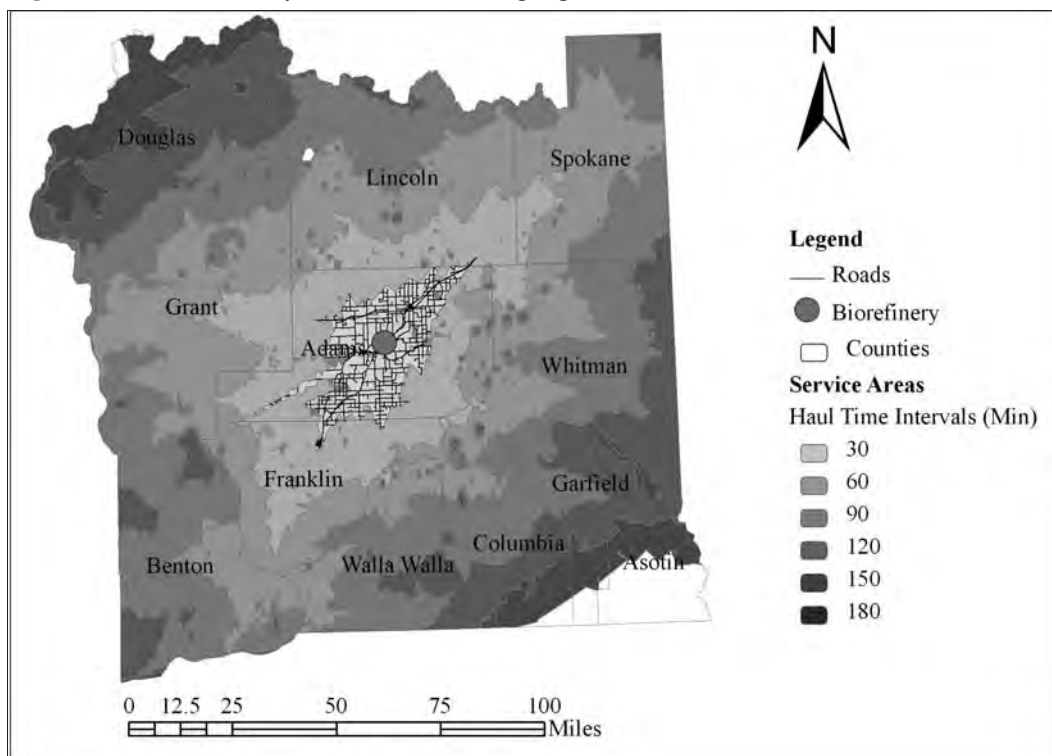 N
Douglas
Spokane
Lincoln
Grant
Adams
Whitman
Franklin
Garfield
Columbia
Benton
Walla Walla
Asotin
Legend
Roads
Biorefinery
Counties
Service Areas
Haul Time Intervals (Min)
30
60
90
120
150
180
0 12.5 25 50 75 100
Miles